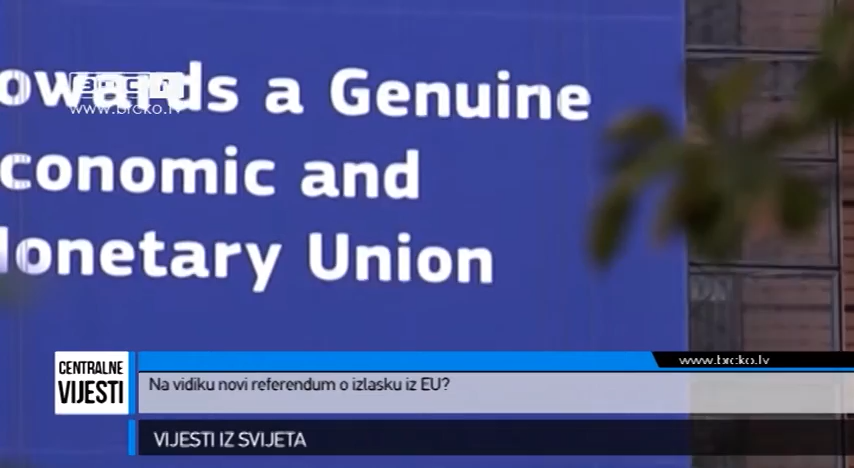 owards a Genuine
www.brcko.tv
conomic and
onetary Union
www.brcko.tv
CENTRALNE
VIJESTI
Na vidiku novi referendum o izlasku iz EU?
VIJESTI IZ SVIJETA